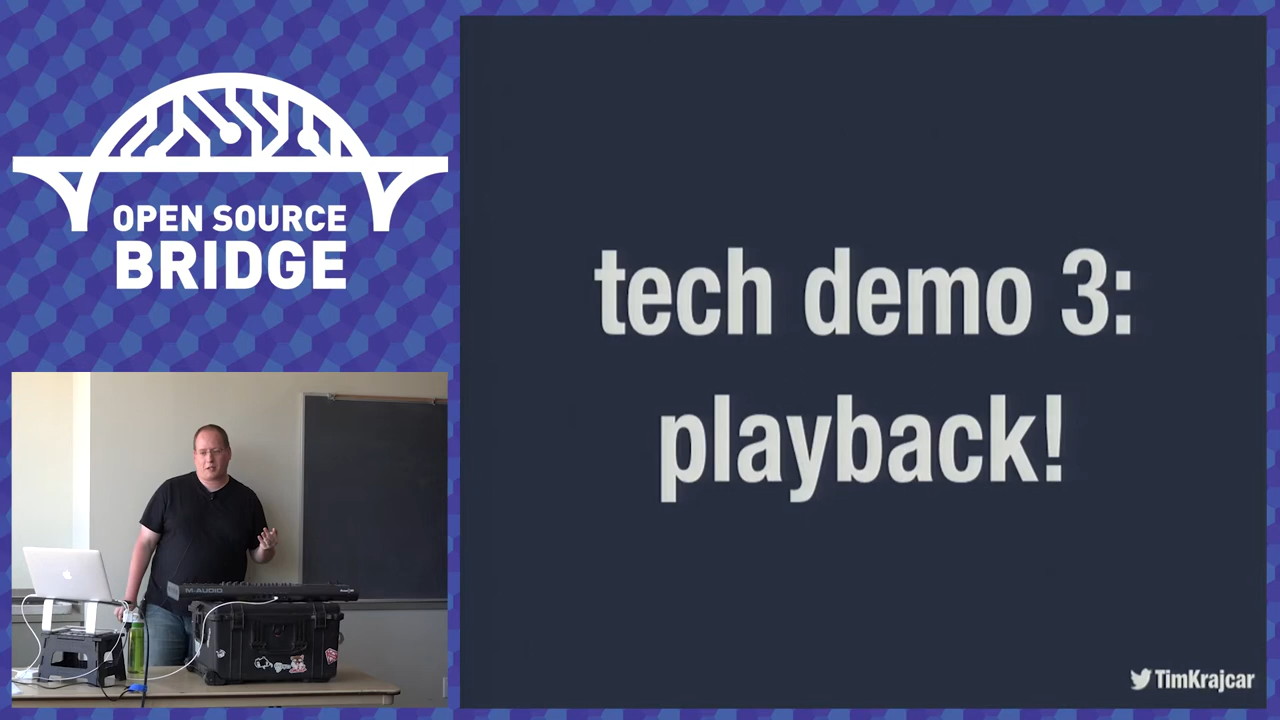 OPEN SOURCE
BRIDGE
tech demo 3:
playback!
M-AUDIO
TimKrajcar